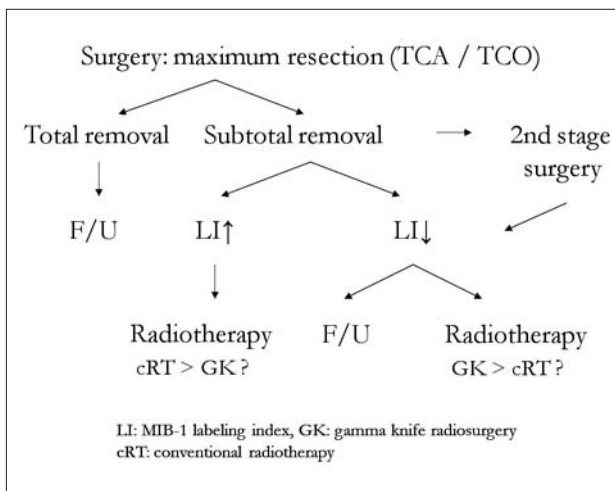 Surgery: maximum resection (TCA / TCO)
Total removal
Subtotal removal
2nd stage
surgery
F/U
LI↑
LI↓
Radiotherapy
cRT > GK?
F/U
Radiotherapy
GK > cRT?
LI: MIB-1 labeling index, GK: gamma knife radiosurgery
cRT: conventional radiotherapy